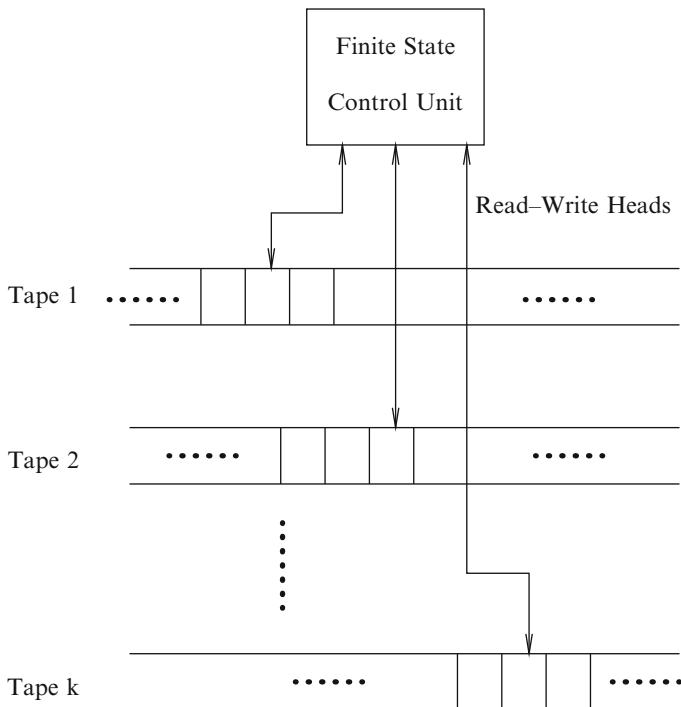 Finite State
Control Unit
Read–Write Heads
Tape 1
Tape 2
Tape k